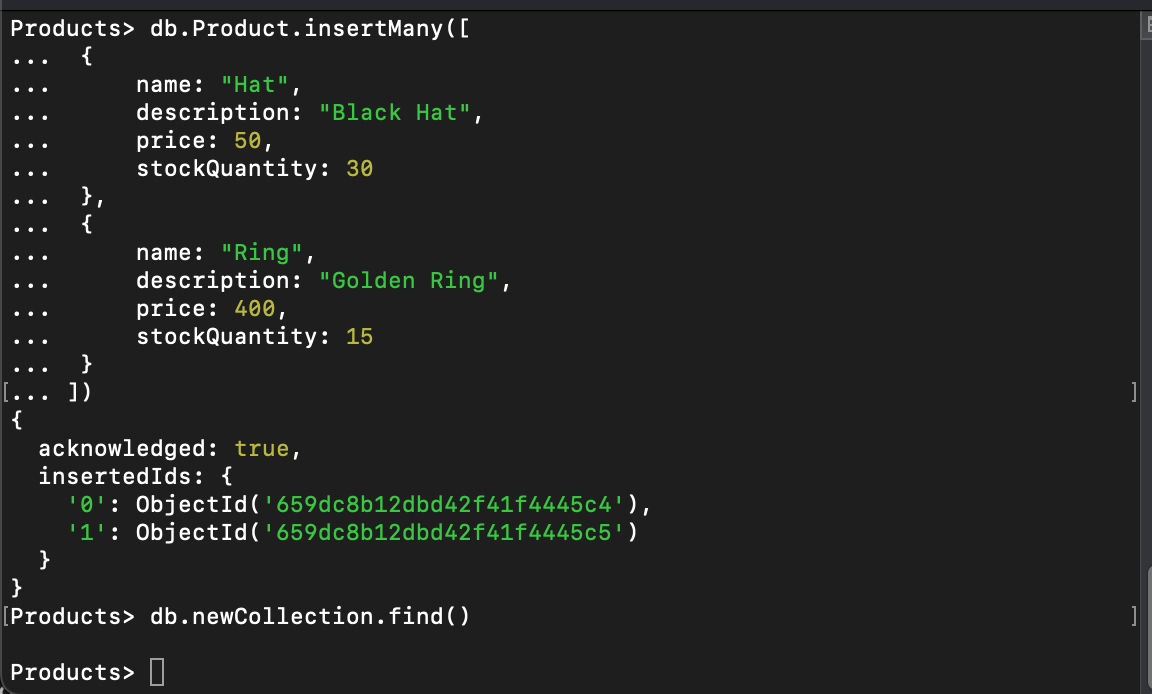 Products> db.Product.insertMany([
...  {
...      name: "Hat",
...      description: "Black Hat",
...      price: 50,
...      stockQuantity: 30
...  },
...  {
...      name: "Ring",
...      description: "Golden Ring",
...      price: 400,
...      stockQuantity: 15
...  }
[... ]) ]
{
  acknowledged: true,
  insertedIds: {
    '0': ObjectId('659dc8b12dbd42f41f4445c4'),
    '1': ObjectId('659dc8b12dbd42f41f4445c5')
  }
}
[Products> db.newCollection.find() ]
Products>